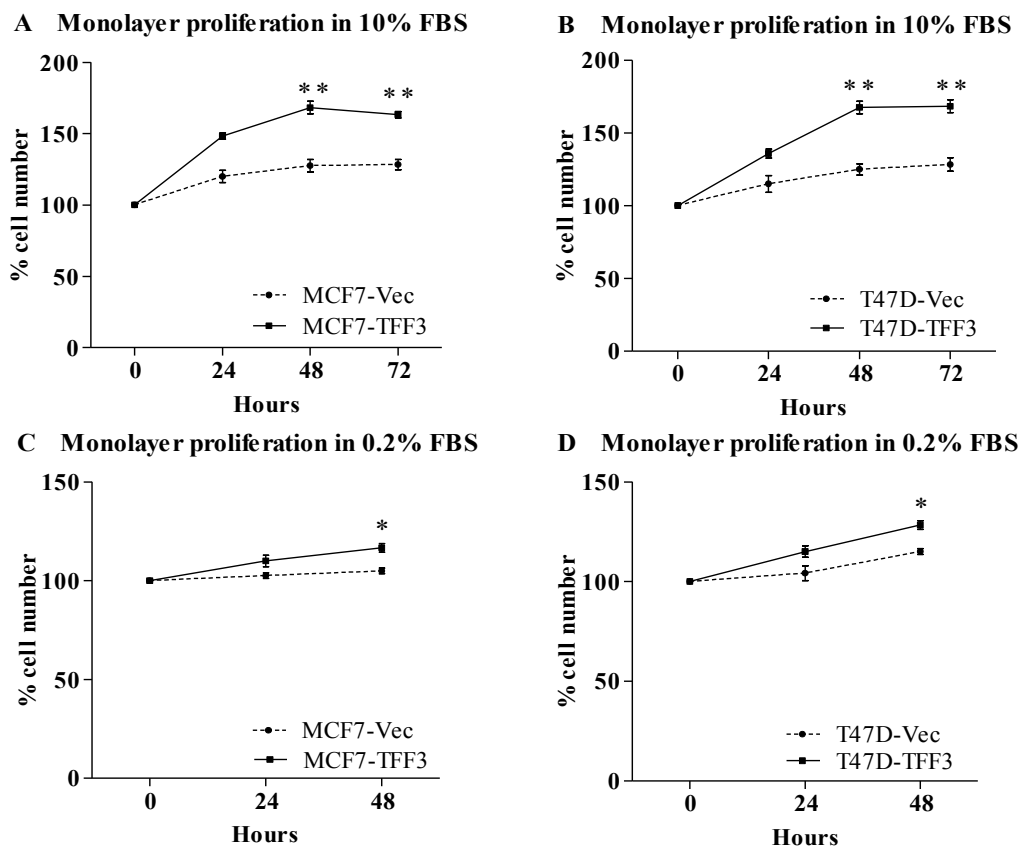 A Monolayer proliferation in 10% FBS
200
150
100
50
0
% cell number
** **
MCF7-Vec
MCF7-TFF3
0 24 48 72
Hours
B Monolayer proliferation in 10% FBS
200
150
100
50
0
% cell number
** **
T47D-Vec
T47D-TFF3
0 24 48 72
Hours
C Monolayer proliferation in 0.2% FBS
150
100
50
0
% cell number
*
MCF7-Vec
MCF7-TFF3
0 24 48
Hours
D Monolayer proliferation in 0.2% FBS
150
100
50
0
% cell number
*
T47D-Vec
T47D-TFF3
0 24 48
Hours